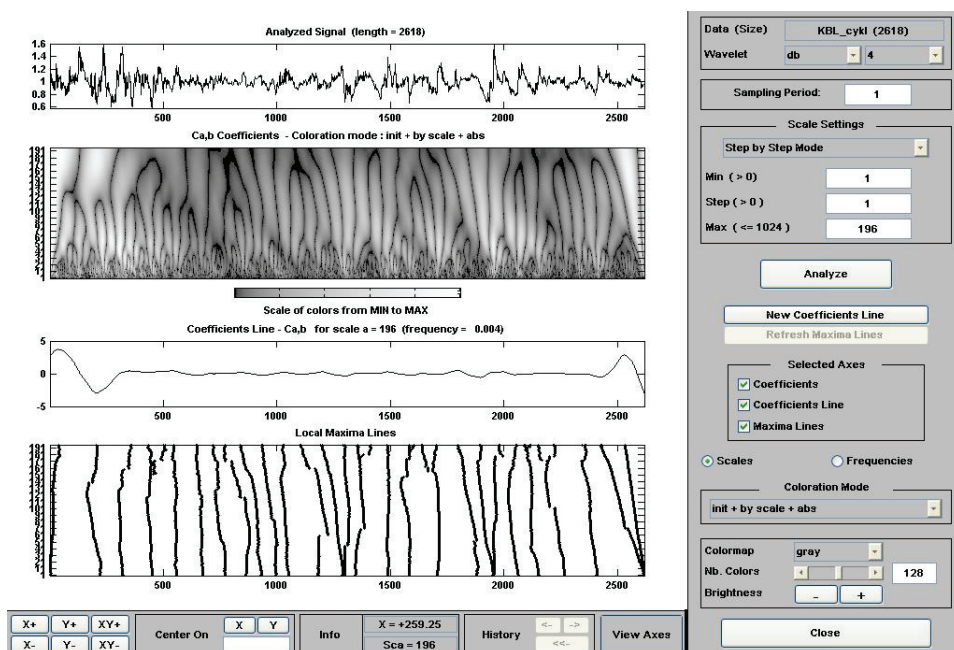 Analyzed Signal (length = 2618)
1.6
1.4
1.2
1
0.8
0.6
500
1000
1500
2000
2500
Ca,b Coefficients - Coloration mode : init + by scale + abs
Scale of colors from MIN to MAX
Coefficients Line - Ca,b for scale a = 196 (frequency = 0.004)
5
0
-5
500
1000
1500
2000
2500
Local Maxima Lines
500
1000
1500
2000
2500
X+ Y+ XY+
X- Y- XY-
Center On X Y
Info X = +259.25
Sca = 196
History <- ->
<<-
View Axes
Data (Size) KBL_cykl (2618)
Wavelet db 4
Sampling Period: 1
Scale Settings
Step by Step Mode
Min ( > 0) 1
Step ( > 0 ) 1
Max ( <= 1024 ) 196
Analyze
New Coefficients Line
Refresh Maxima Lines
Selected Axes
Coefficients
Coefficients Line
Maxima Lines
Scales Frequencies
Coloration Mode
init + by scale + abs
Colormap gray
Nb. Colors 128
Brightness - +
Close